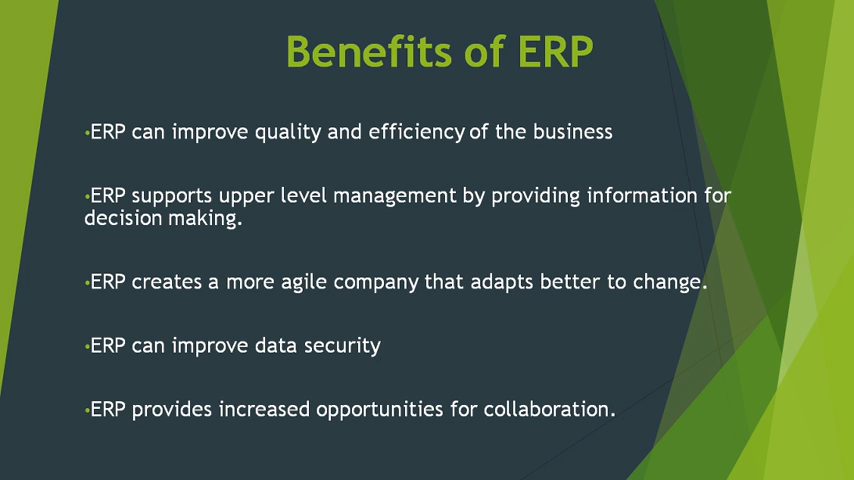 Benefits of ERP
•ERP can improve quality and efficiency of the business
•ERP supports upper level management by providing information for
decision making.
•ERP creates a more agile company that adapts better to change.
•ERP can improve data security
•ERP provides increased opportunities for collaboration.